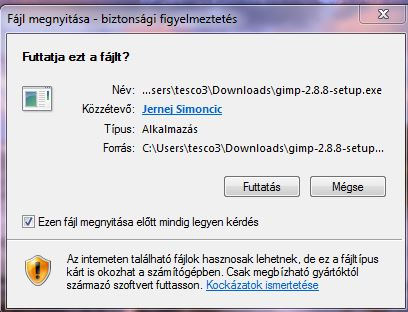 Fájl megnyitása - biztonsági figyelmeztetés
Futtatja ezt a fájlt?
Név: ...sers\tesco3\Downloads\gimp-2.8.8-setup.exe
Közzétevő: Jernej Simoncic
Típus: Alkalmazás
Forrás: C:\Users\tesco3\Downloads\gimp-2.8.8-setup...
Futtatás Mégse
Ezen fájl megnyitása előtt mindig legyen kérdés
Az interneten található fájlok hasznosak lehetnek, de ez a fájltípus
kárt is okozhat a számítógépben. Csak megbízható gyártóktól
származó szoftvert futtasson. Kockázatok ismertetése